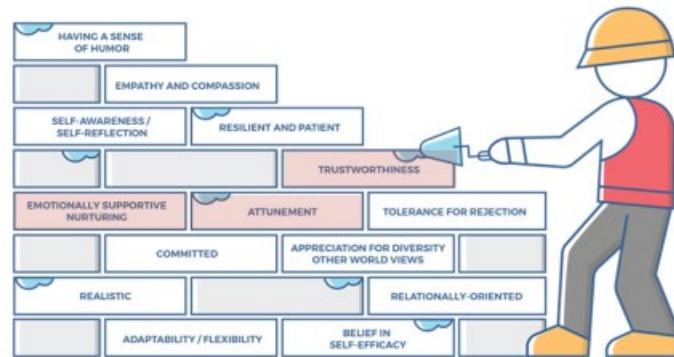 HAVING A SENSE
OF HUMOR
EMPATHY AND COMPASSION
SELF-AWARENESS /
SELF-REFLECTION
RESILIENT AND PATIENT
TRUSTWORTHINESS
EMOTIONALLY SUPPORTIVE
NURTURING
ATTUNEMENT
TOLERANCE FOR REJECTION
COMMITTED
APPRECIATION FOR DIVERSITY
OTHER WORLD VIEWS
REALISTIC
RELATIONALLY-ORIENTED
ADAPTABILITY / FLEXIBILITY
BELIEF IN
SELF-EFFICACY